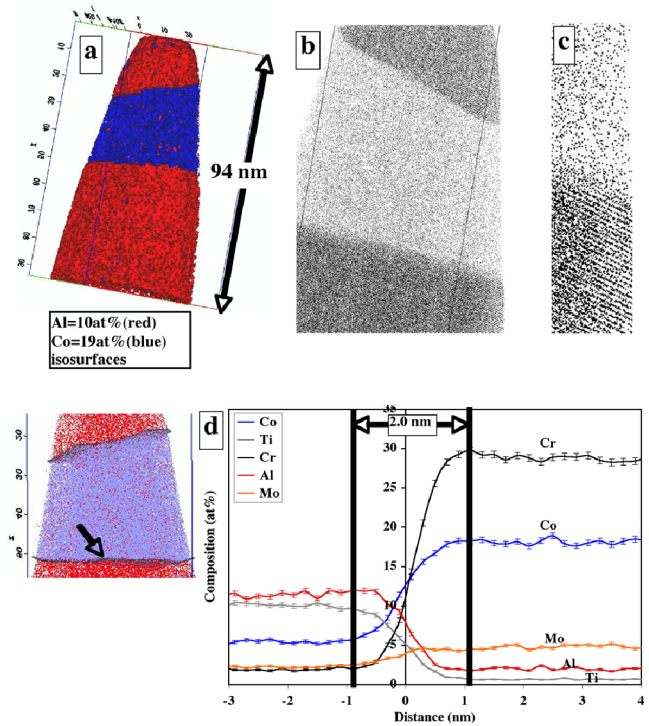 a
b
c
94 nm
Al=10at%(red)
Co=19at%(blue)
isosurfaces
d
2.0 nm
Co
Ti
Cr
Al
Mo
Composition (at%)
35
30
25
20
15
10
5
0
Cr
Co
Mo
Al
Ti
-3
-2
-1
0
1
2
3
4
Distance (nm)